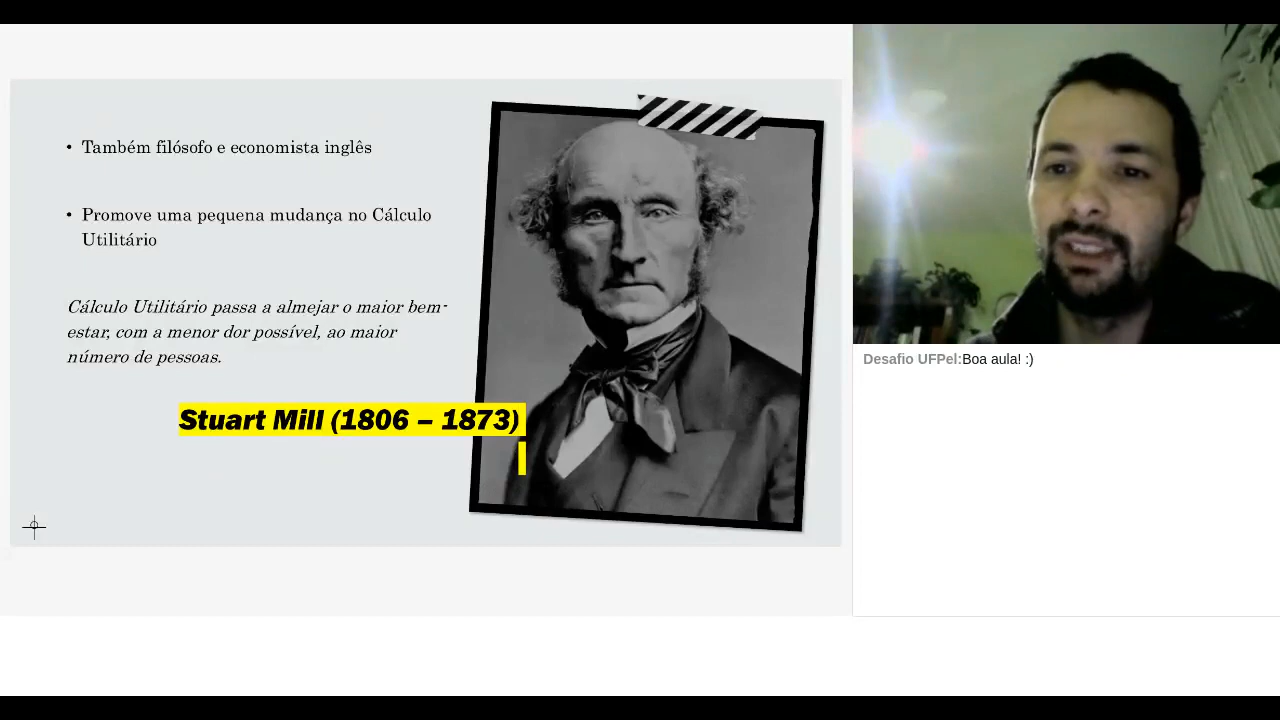 • Também filósofo e economista inglês
• Promove uma pequena mudança no Cálculo
Utilitário
Cálculo Utilitário passa a almejar o maior bem-
estar, com a menor dor possível, ao maior
número de pessoas.
Stuart Mill (1806 – 1873)
Desafio UFPel:Boa aula! :)